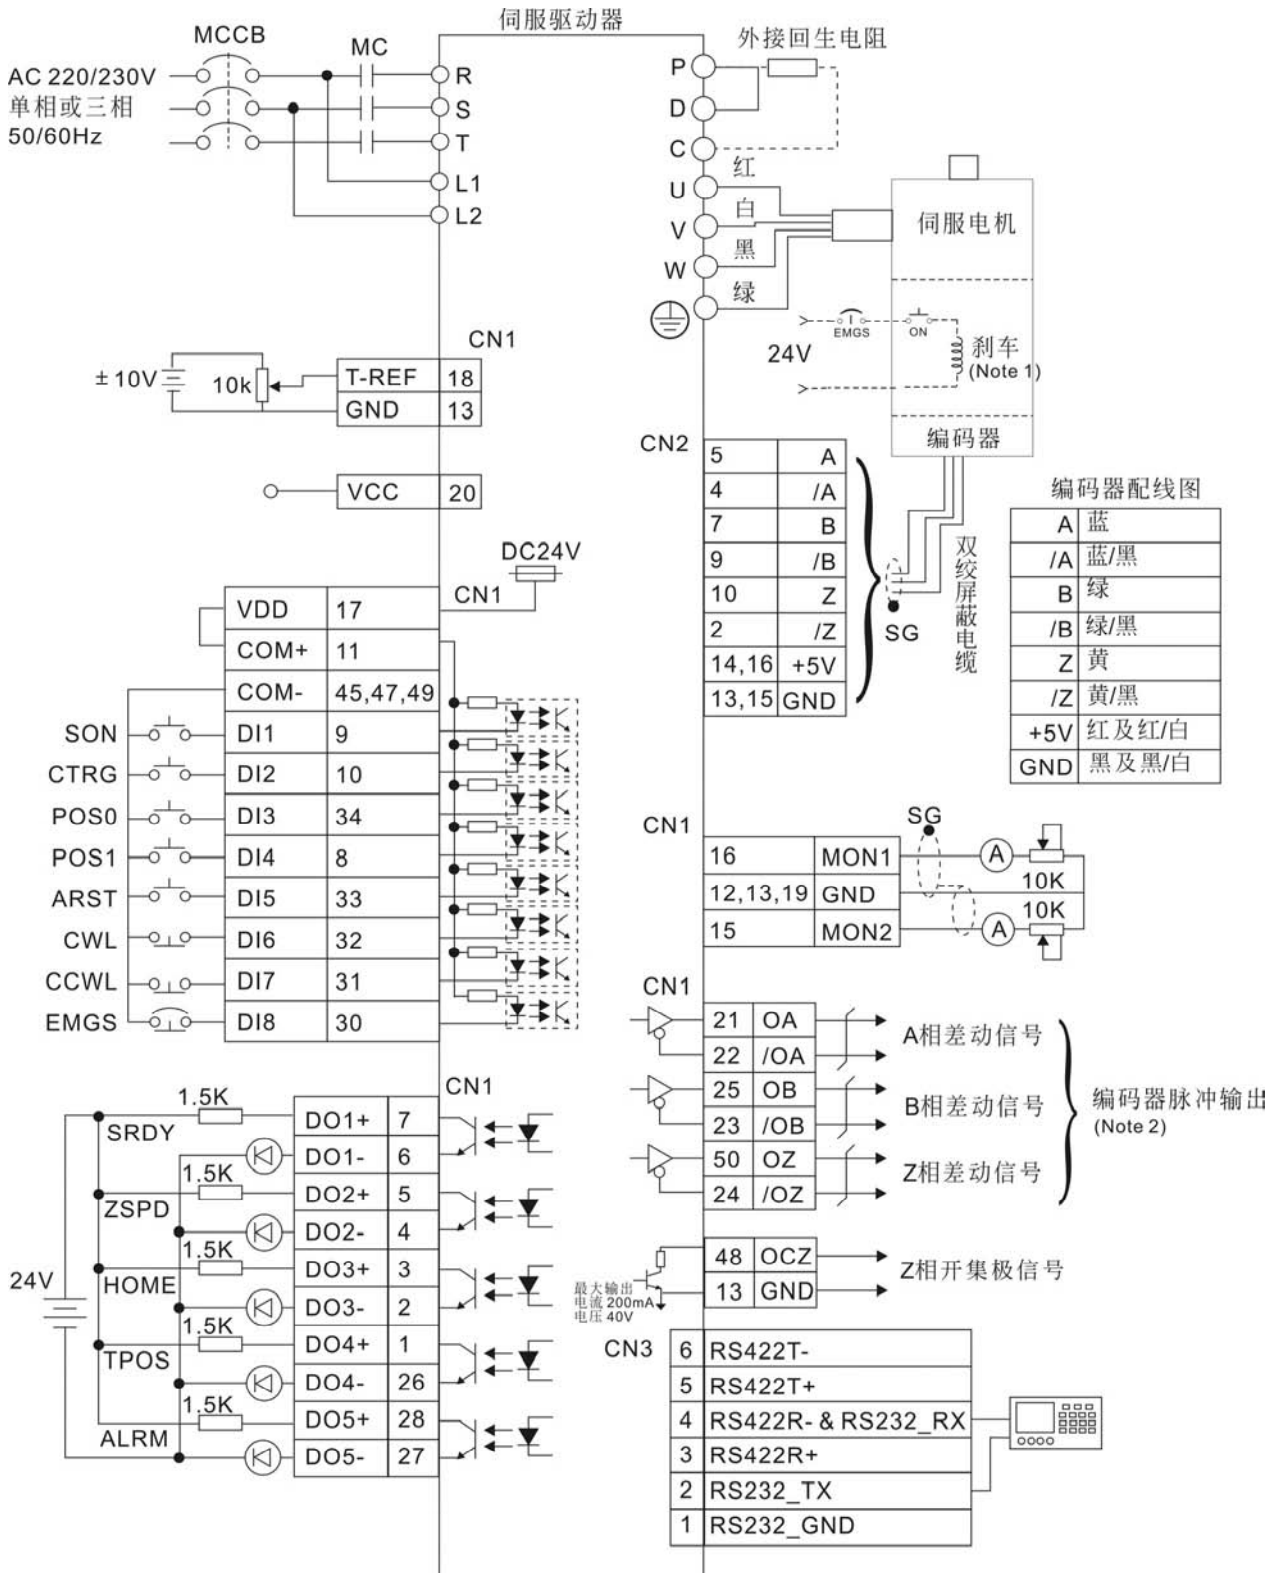 伺服驱动器
MCCB
MC
AC 220/230V
单相或三相
50/60Hz
R
S
T
L1
L2
外接回生电阻
P
D
C
U
V
W
红
白
黑
绿
伺服电机
EMGS
ON
24V
刹车
(Note 1)
编码器
CN1
±10V
10k
T-REF 18
GND 13
VCC 20
CN2
5 A
4 /A
7 B
9 /B
10 Z
2 /Z
14,16 +5V
13,15 GND
SG
双绞屏蔽电缆
编码器配线图
A 蓝
/A 蓝/黑
B 绿
/B 绿/黑
Z 黄
/Z 黄/黑
+5V 红及红/白
GND 黑及黑/白
DC24V
CN1
VDD 17
COM+ 11
COM- 45,47,49
SON DI1 9
CTRG DI2 10
POS0 DI3 34
POS1 DI4 8
ARST DI5 33
CWL DI6 32
CCWL DI7 31
EMGS DI8 30
CN1
SG
16 MON1
A
10K
12,13,19 GND
10K
15 MON2
A
CN1
21 OA
22 /OA
A相差动信号
25 OB
23 /OB
B相差动信号
50 OZ
24 /OZ
Z相差动信号
编码器脉冲输出
(Note 2)
48 OCZ
13 GND
Z相开集极信号
最大输出
电流 200mA
电压 40V
CN1
24V
1.5K
SRDY
DO1+ 7
DO1- 6
1.5K
ZSPD
DO2+ 5
DO2- 4
1.5K
HOME
DO3+ 3
DO3- 2
1.5K
TPOS
DO4+ 1
DO4- 26
1.5K
ALRM
DO5+ 28
DO5- 27
CN3
6 RS422T-
5 RS422T+
4 RS422R- & RS232_RX
3 RS422R+
2 RS232_TX
1 RS232_GND